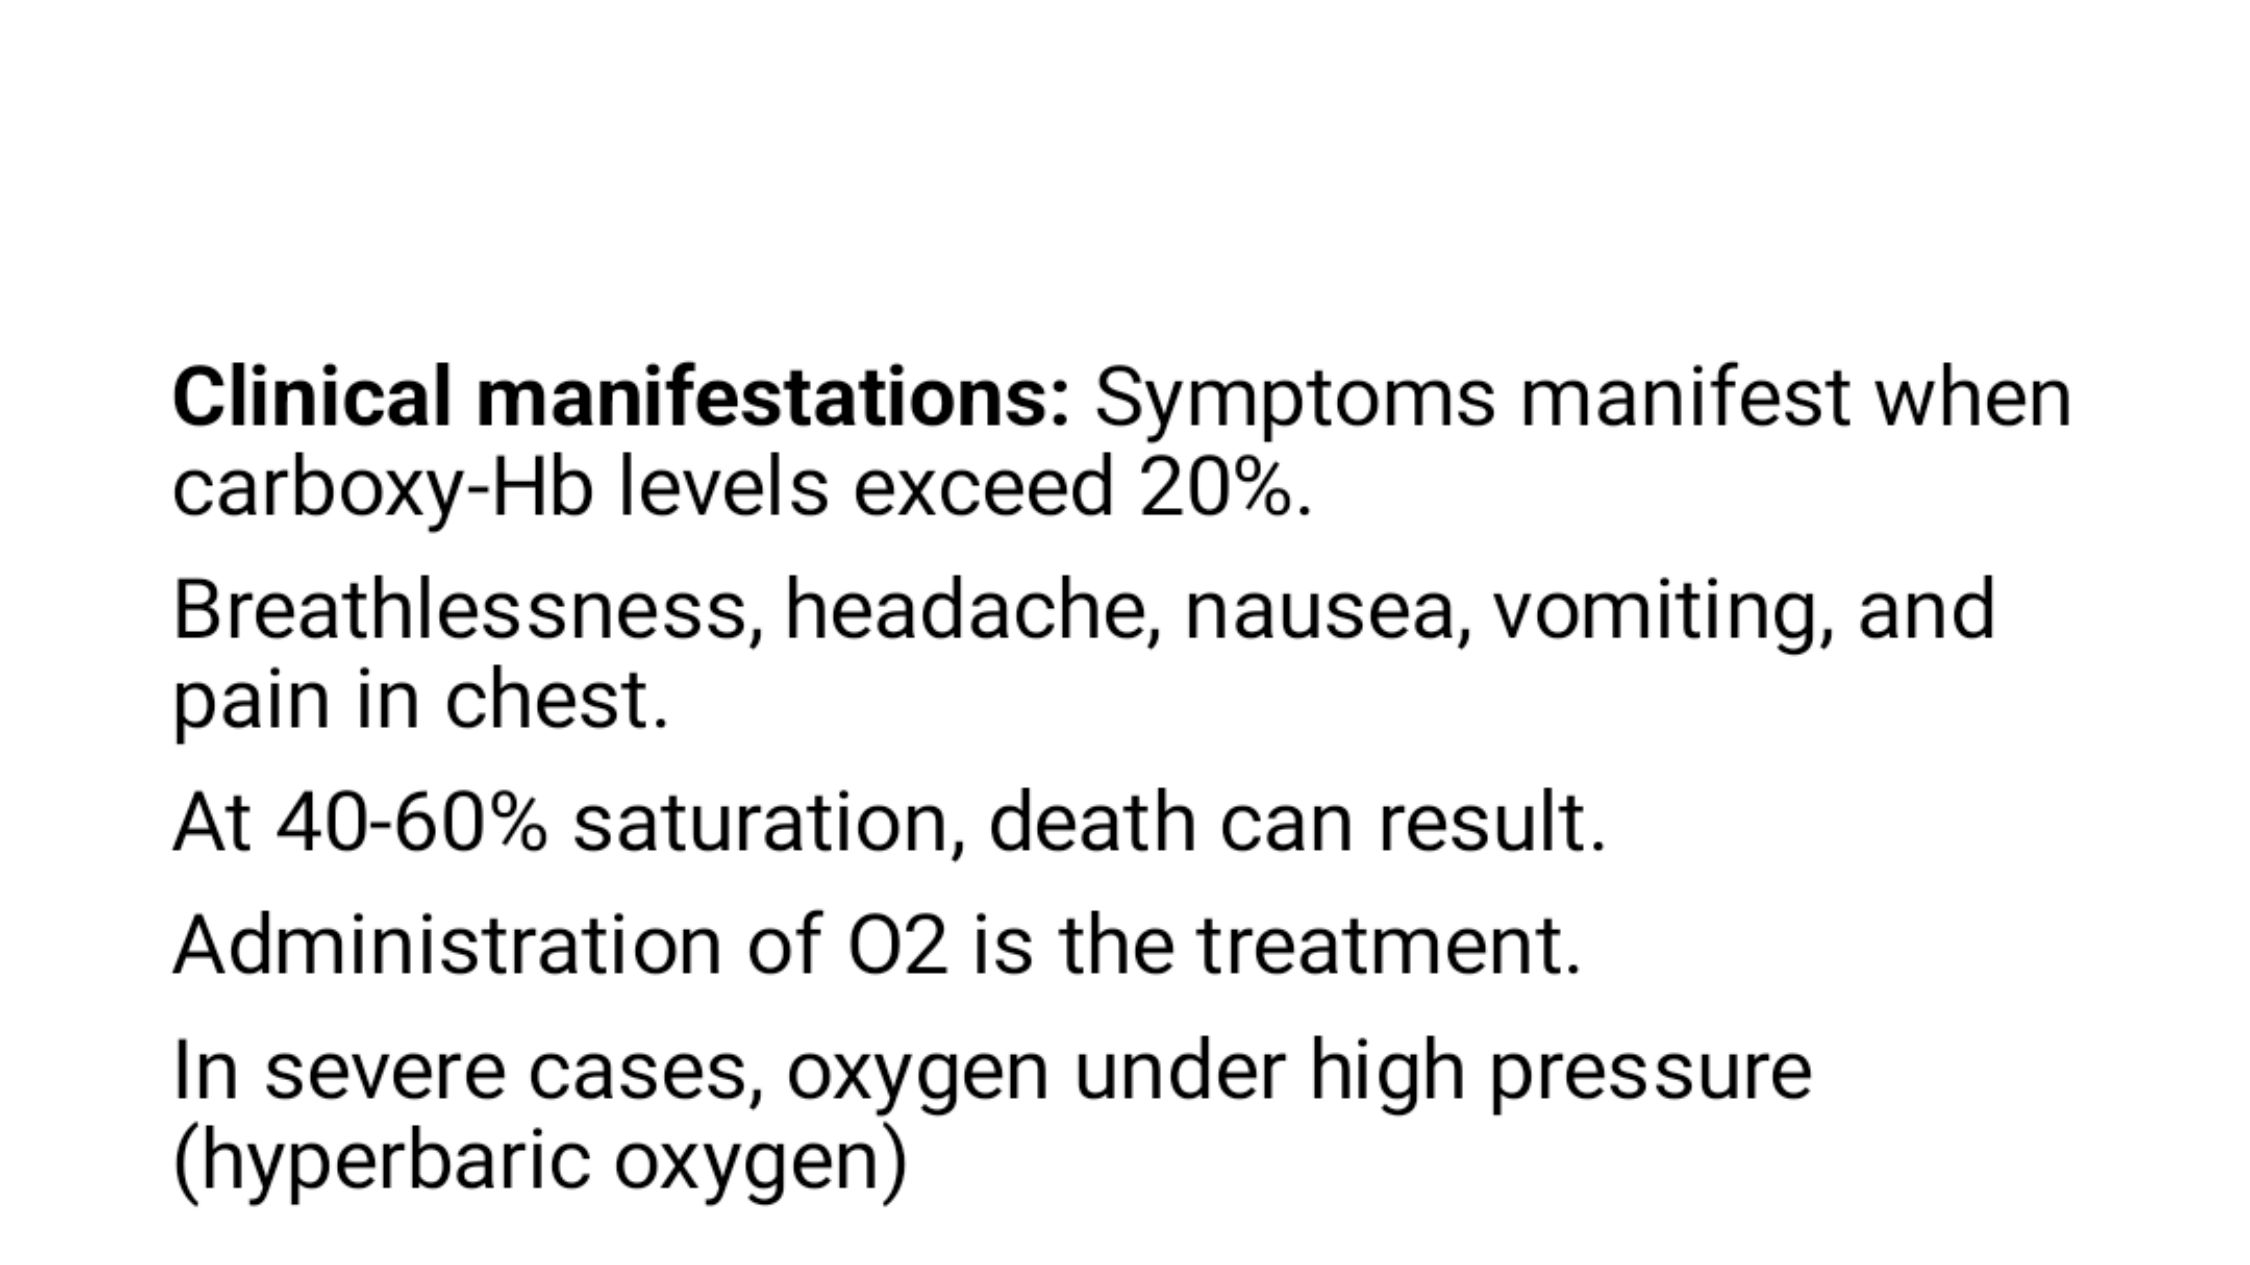 Clinical manifestations: Symptoms manifest when
carboxy-Hb levels exceed 20%.
Breathlessness, headache, nausea, vomiting, and
pain in chest.
At 40-60% saturation, death can result.
Administration of O2 is the treatment.
In severe cases, oxygen under high pressure
(hyperbaric oxygen)